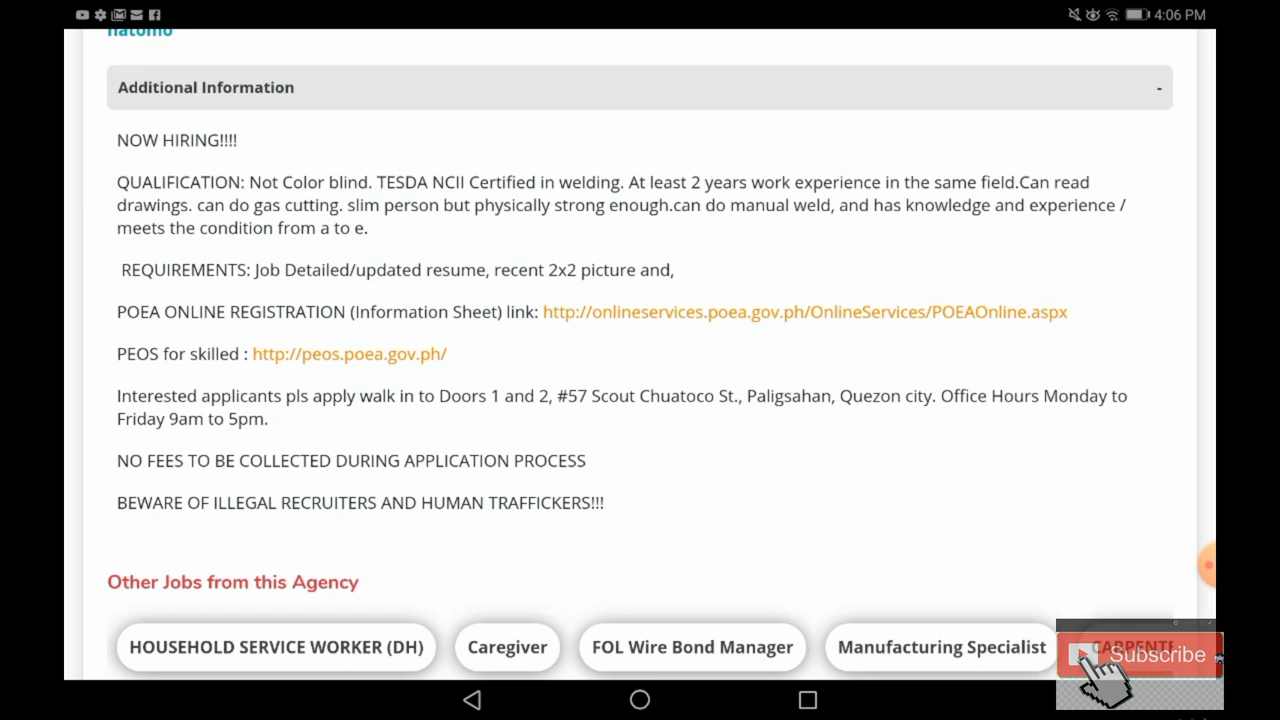 4:06 PM
natomo
Additional Information -
NOW HIRING!!!!
QUALIFICATION: Not Color blind. TESDA NCII Certified in welding. At least 2 years work experience in the same field.Can read
drawings. can do gas cutting. slim person but physically strong enough.can do manual weld, and has knowledge and experience /
meets the condition from a to e.
REQUIREMENTS: Job Detailed/updated resume, recent 2x2 picture and,
POEA ONLINE REGISTRATION (Information Sheet) link: http://onlineservices.poea.gov.ph/OnlineServices/POEAOnline.aspx
PEOS for skilled : http://peos.poea.gov.ph/
Interested applicants pls apply walk in to Doors 1 and 2, #57 Scout Chuatoco St., Paligsahan, Quezon city. Office Hours Monday to
Friday 9am to 5pm.
NO FEES TO BE COLLECTED DURING APPLICATION PROCESS
BEWARE OF ILLEGAL RECRUITERS AND HUMAN TRAFFICKERS!!!
Other Jobs from this Agency
HOUSEHOLD SERVICE WORKER (DH) Caregiver FOL Wire Bond Manager Manufacturing Specialist
Subscribe